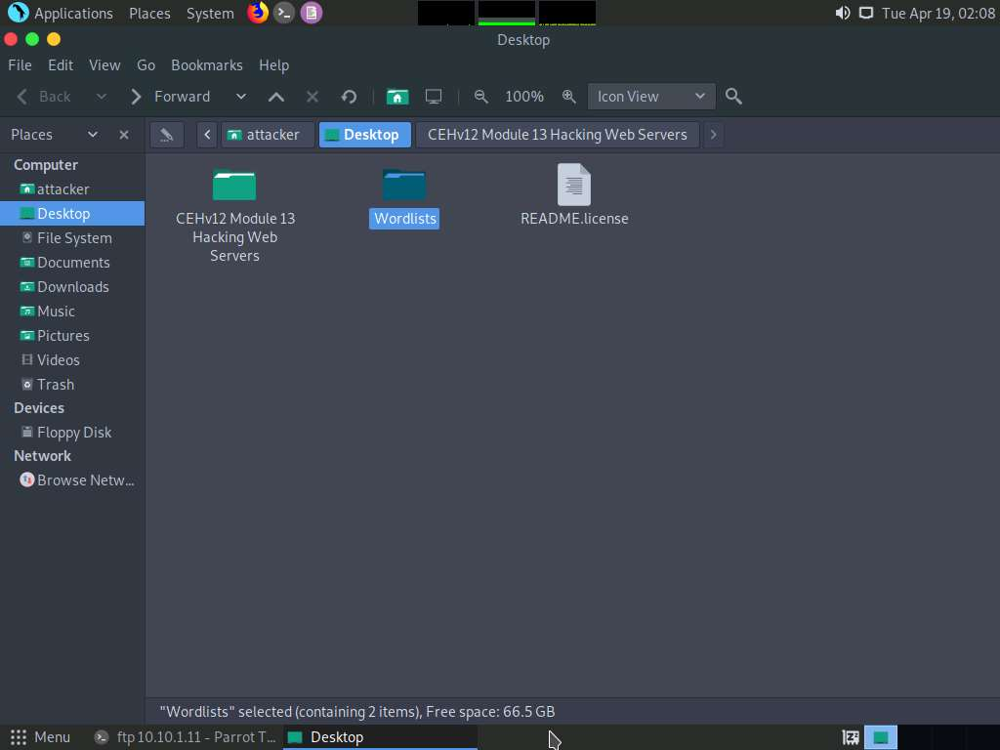 Applications Places System Tue Apr 19, 02:08
Desktop
File Edit View Go Bookmarks Help
Back Forward 100% Icon View
Places
attacker Desktop CEHv12 Module 13 Hacking Web Servers
Computer
attacker
Desktop
File System
Documents
Downloads
Music
Pictures
Videos
Trash
Devices
Floppy Disk
Network
Browse Netw...
CEHv12 Module 13
Hacking Web
Servers
Wordlists
README.license
"Wordlists" selected (containing 2 items), Free space: 66.5 GB
Menu ftp 10.10.1.11 - Parrot T... Desktop